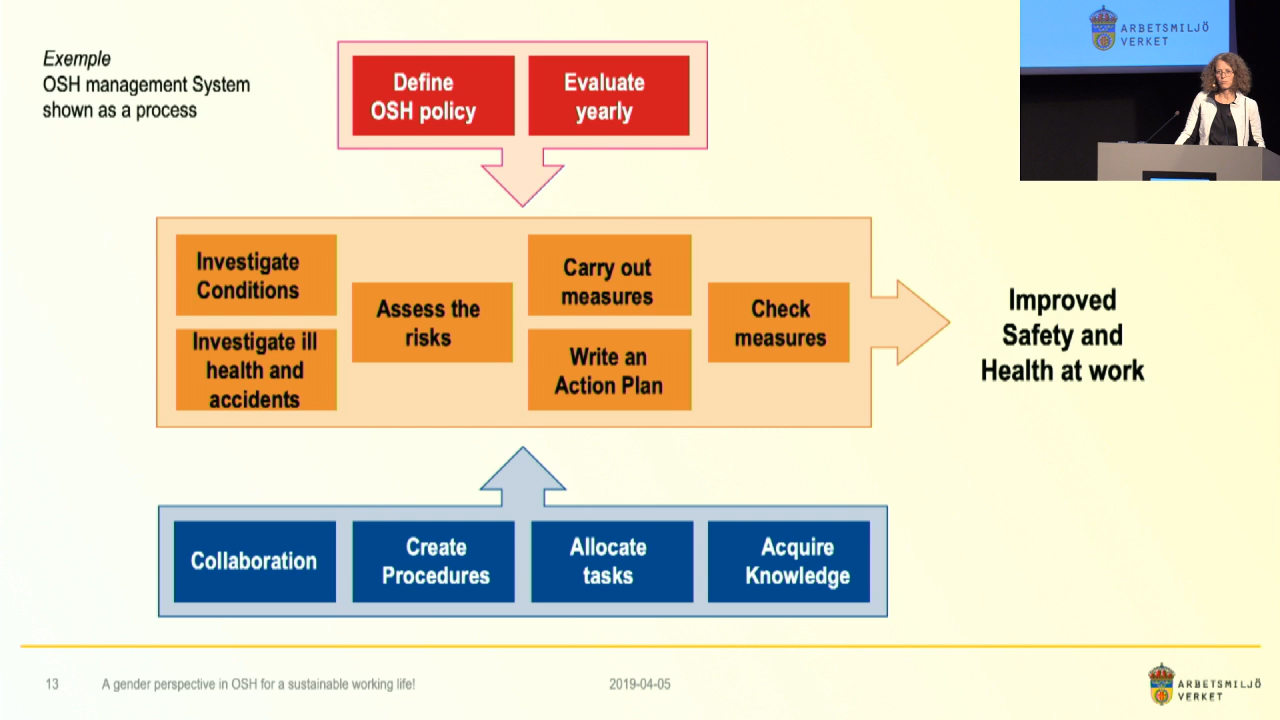 Exemple
OSH management System
shown as a process
Define
OSH policy
Evaluate
yearly
ARBETSMILJÖ
VERKET
Investigate
Conditions
Investigate ill
health and
accidents
Assess the
risks
Carry out
measures
Write an
Action Plan
Check
measures
Improved
Safety and
Health at work
Collaboration
Create
Procedures
Allocate
tasks
Acquire
Knowledge
13
A gender perspective in OSH for a sustainable working life!
2019-04-05
ARBETSMILJÖ
VERKET